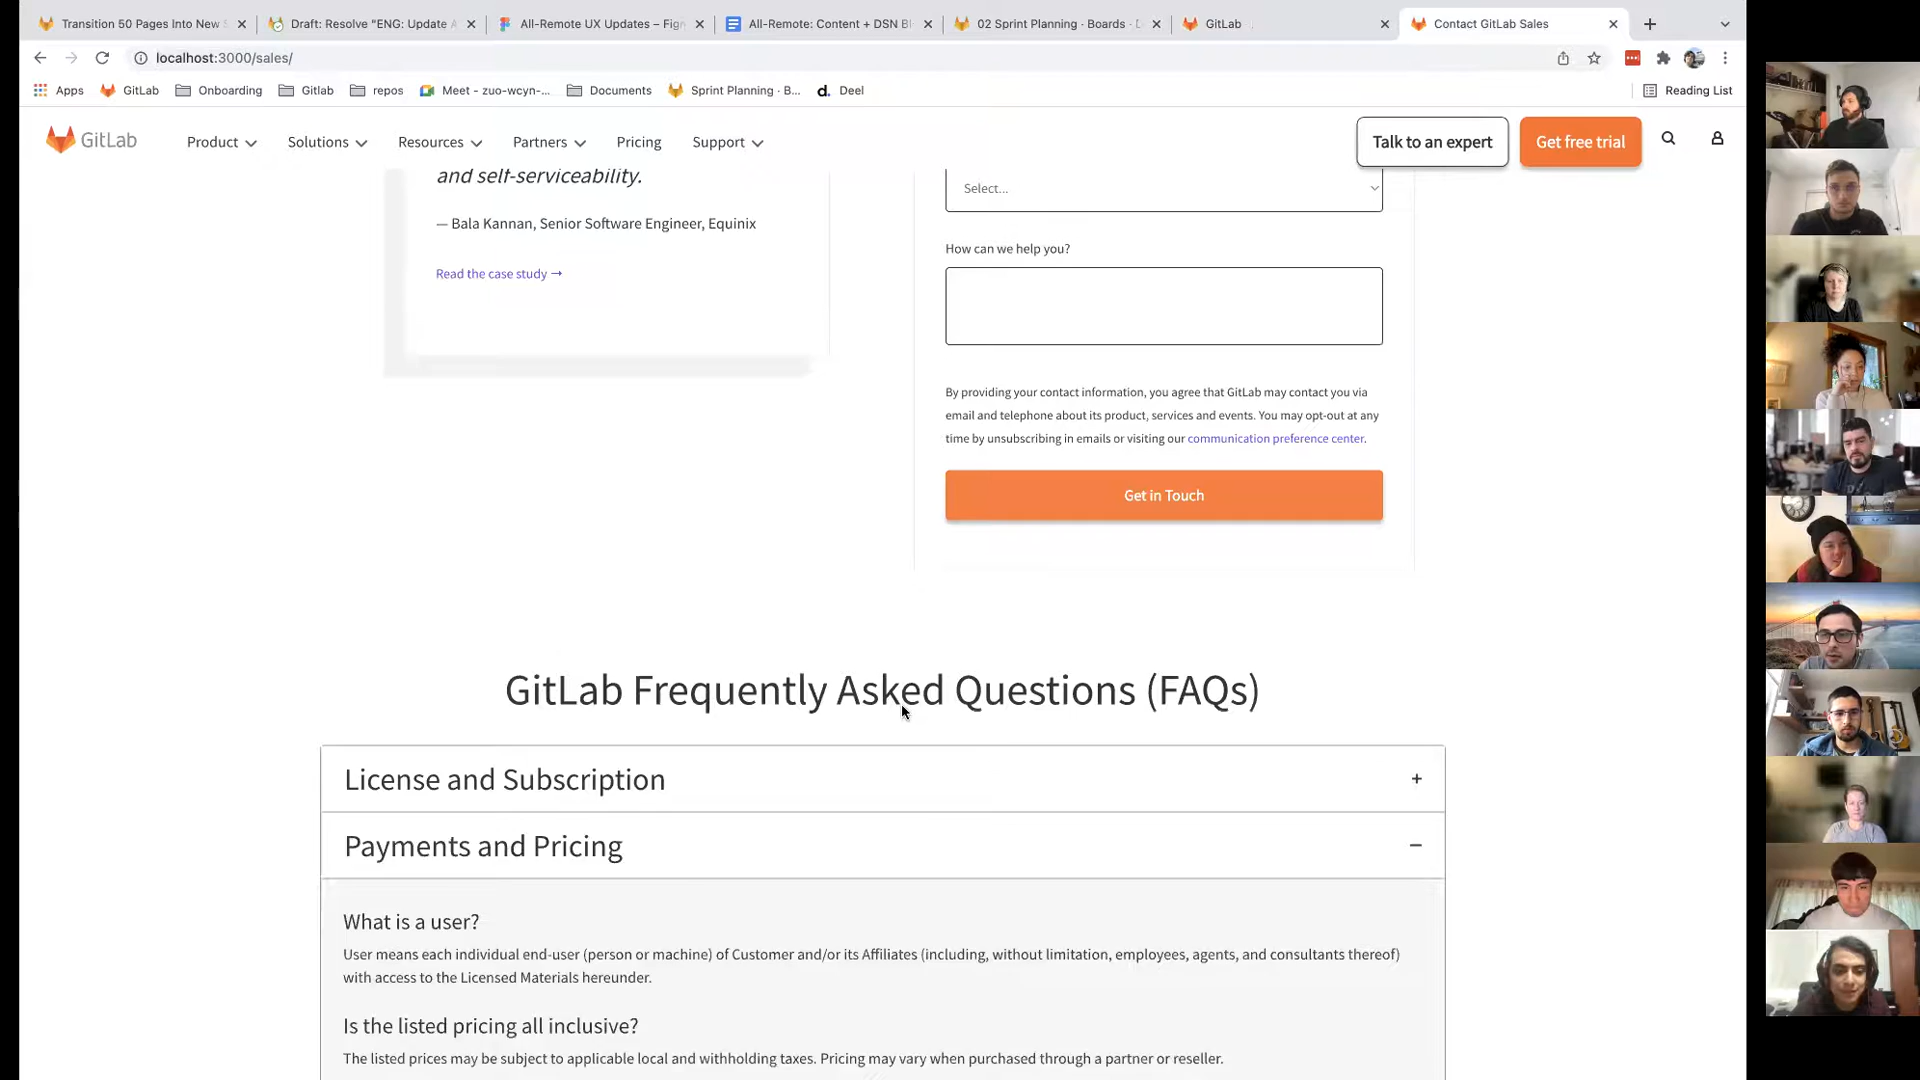 Transition 50 Pages Into New
Draft: Resolve "ENG: Update A
All-Remote UX Updates – Figm
All-Remote: Content + DSN Bl
02 Sprint Planning · Boards · D
GitLab
Contact GitLab Sales
localhost:3000/sales/
Apps
GitLab
Onboarding
Gitlab
repos
Meet - zuo-wcyn-...
Documents
Sprint Planning · B...
d. Deel
Reading List
GitLab
Product
Solutions
Resources
Partners
Pricing
Support
Talk to an expert
Get free trial
and self-serviceability.
— Bala Kannan, Senior Software Engineer, Equinix
Read the case study →
Select...
How can we help you?
By providing your contact information, you agree that GitLab may contact you via
email and telephone about its product, services and events. You may opt-out at any
time by unsubscribing in emails or visiting our communication preference center.
Get in Touch
GitLab Frequently Asked Questions (FAQs)
License and Subscription +
Payments and Pricing −
What is a user?
User means each individual end-user (person or machine) of Customer and/or its Affiliates (including, without limitation, employees, agents, and consultants thereof)
with access to the Licensed Materials hereunder.
Is the listed pricing all inclusive?
The listed prices may be subject to applicable local and withholding taxes. Pricing may vary when purchased through a partner or reseller.